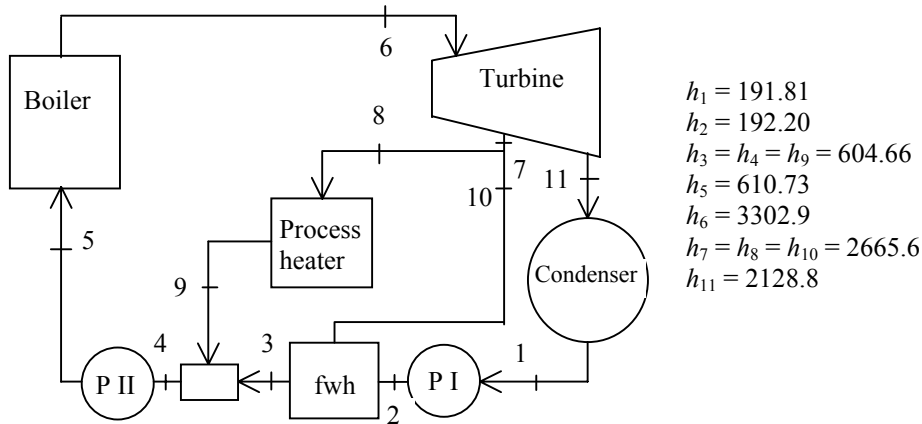 6
Turbine
Boiler
8
7
10
11
5
Process
heater
Condenser
9
4
3
1
P II
fwh
P I
2
h₁ = 191.81
h₂ = 192.20
h₃ = h₄ = h₉ = 604.66
h₅ = 610.73
h₆ = 3302.9
h₇ = h₈ = h₁₀ = 2665.6
h₁₁ = 2128.8